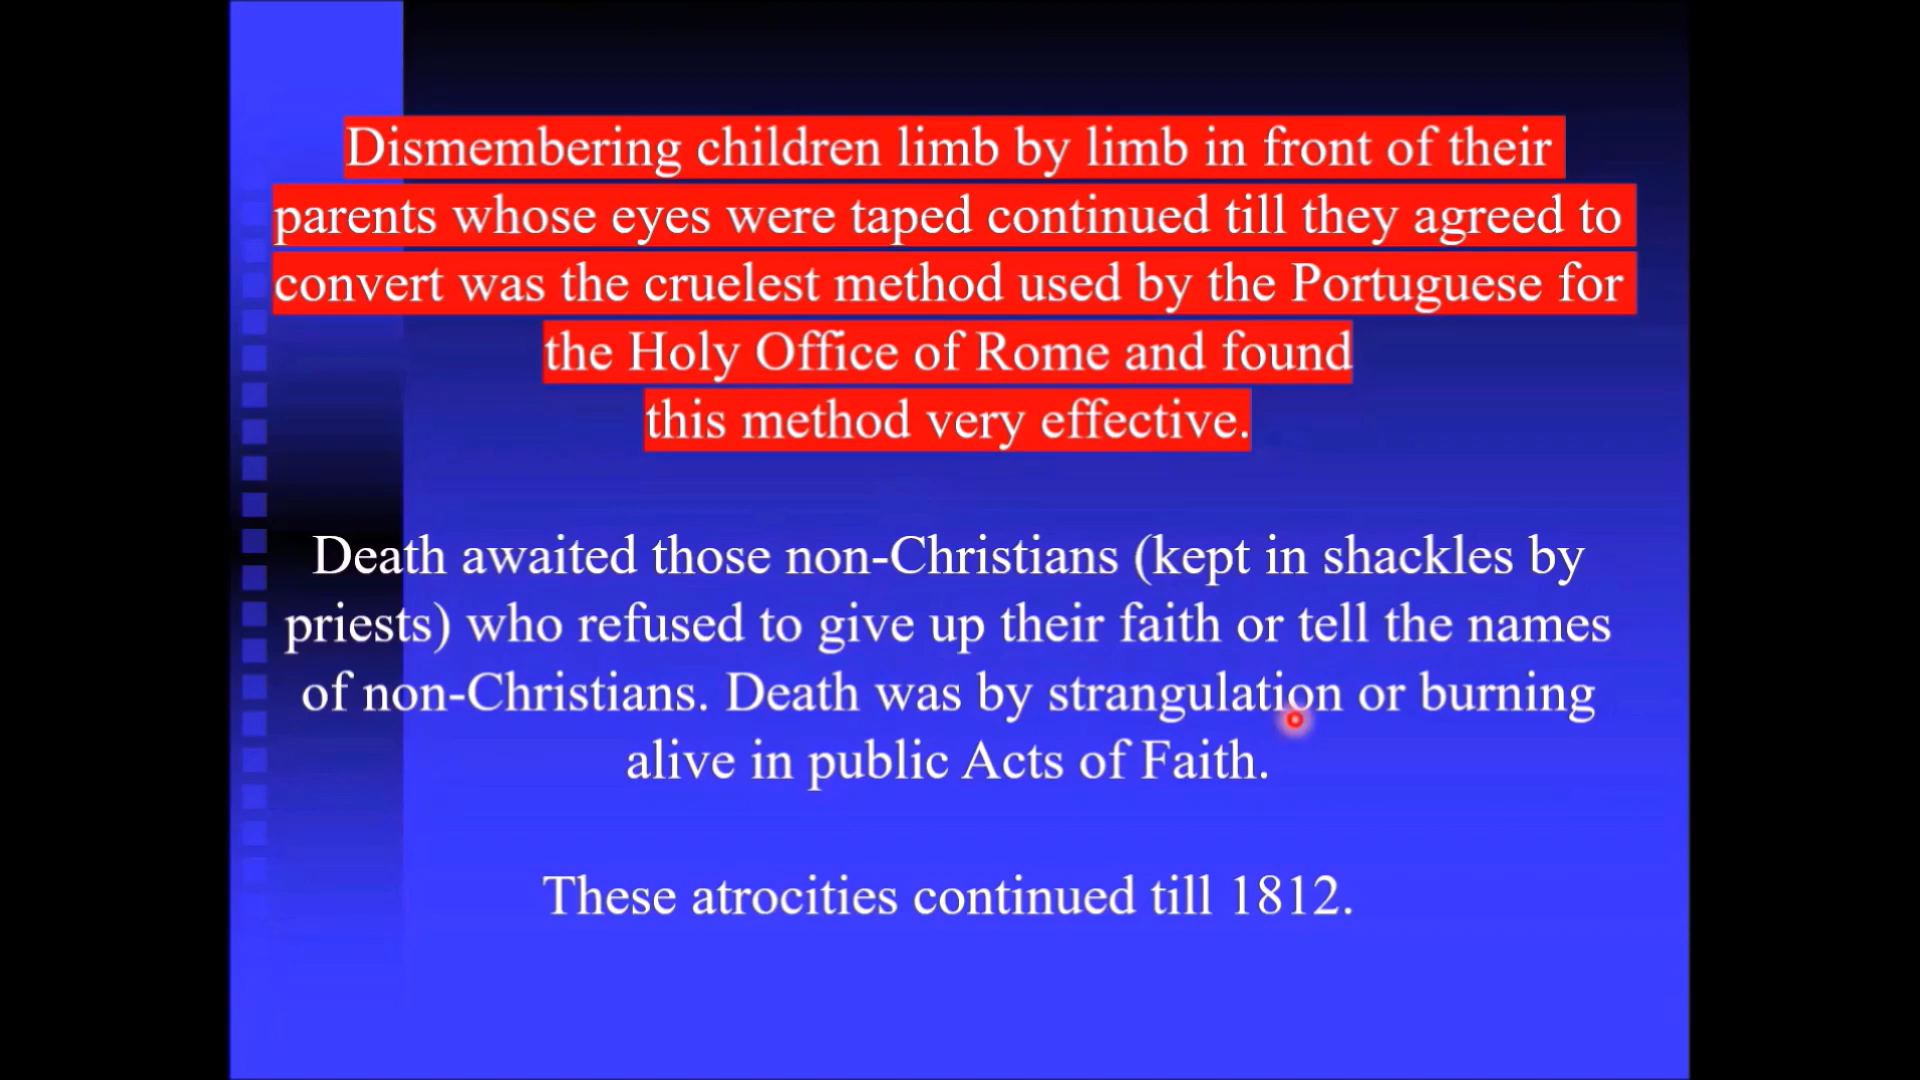 Dismembering children limb by limb in front of their
parents whose eyes were taped continued till they agreed to
convert was the cruelest method used by the Portuguese for
the Holy Office of Rome and found
this method very effective.
Death awaited those non-Christians (kept in shackles by
priests) who refused to give up their faith or tell the names
of non-Christians. Death was by strangulation or burning
alive in public Acts of Faith.
These atrocities continued till 1812.